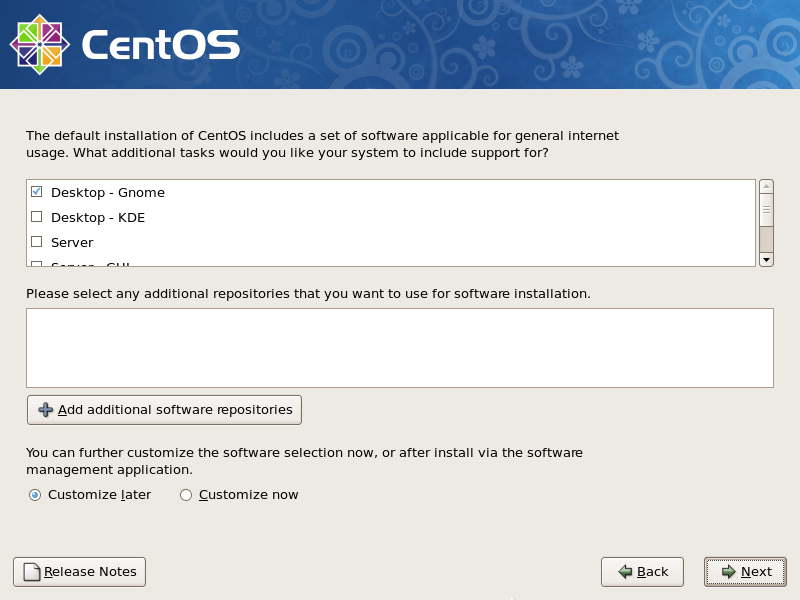 CentOS
The default installation of CentOS includes a set of software applicable for general internet
usage. What additional tasks would you like your system to include support for?
Desktop - Gnome
Desktop - KDE
Server
Server - GUI
Please select any additional repositories that you want to use for software installation.
Add additional software repositories
You can further customize the software selection now, or after install via the software
management application.
Customize later Customize now
Release Notes Back Next